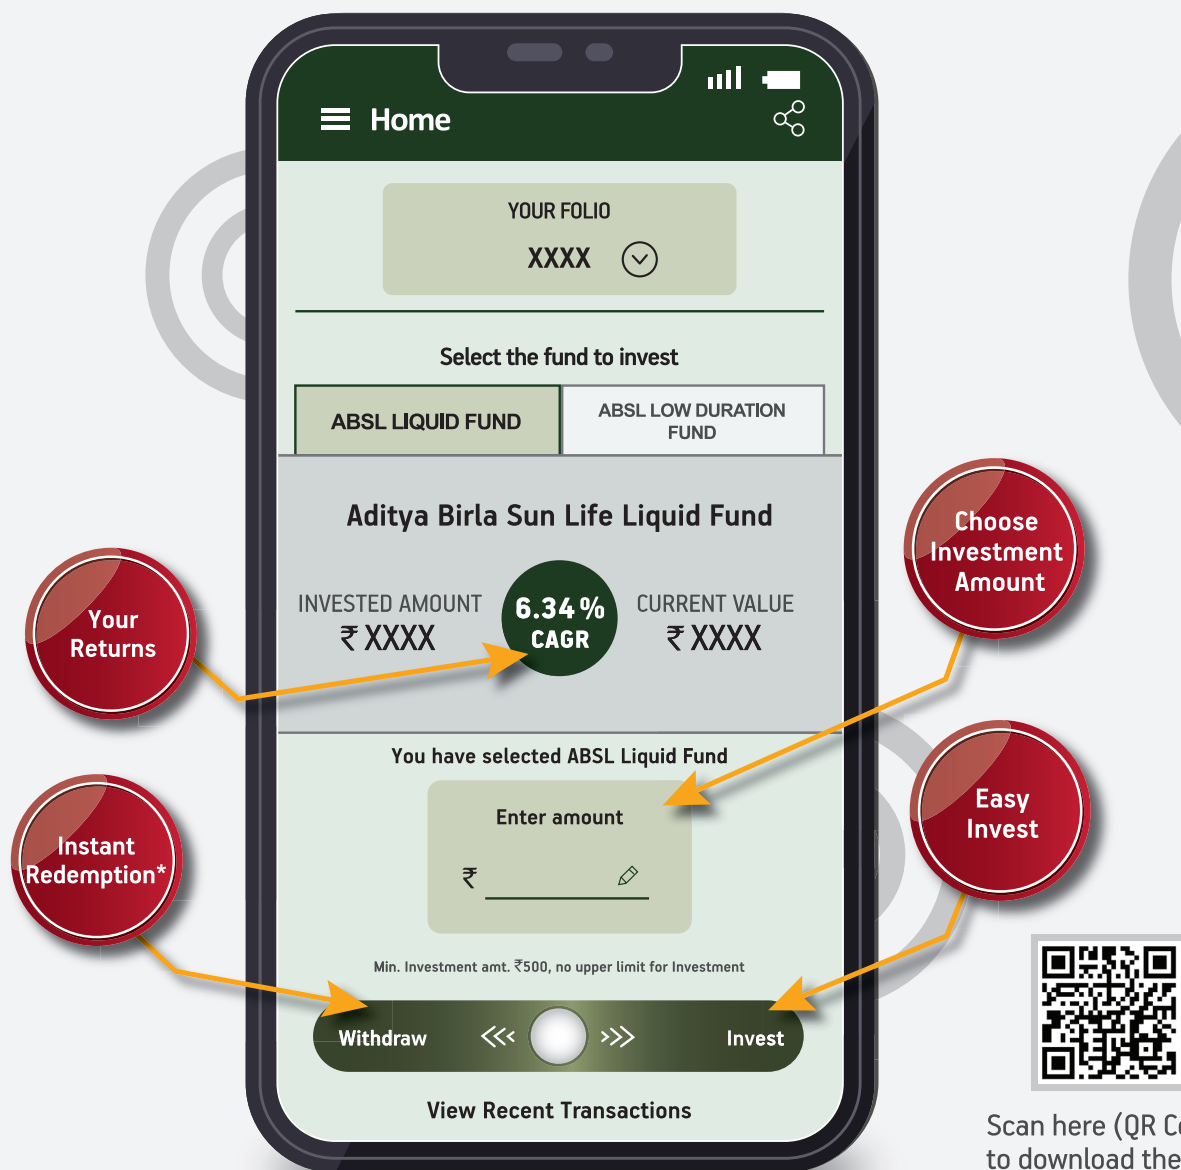 Home
YOUR FOLIO
XXXX
Select the fund to invest
ABSL LIQUID FUND
ABSL LOW DURATION
FUND
Aditya Birla Sun Life Liquid Fund
INVESTED AMOUNT
₹ XXXX
6.34%
CAGR
CURRENT VALUE
₹ XXXX
You have selected ABSL Liquid Fund
Enter amount
₹
Min. Investment amt. ₹500, no upper limit for Investment
Withdraw
Invest
View Recent Transactions
Your
Returns
Instant
Redemption*
Choose
Investment
Amount
Easy
Invest
Scan here (QR
to download the